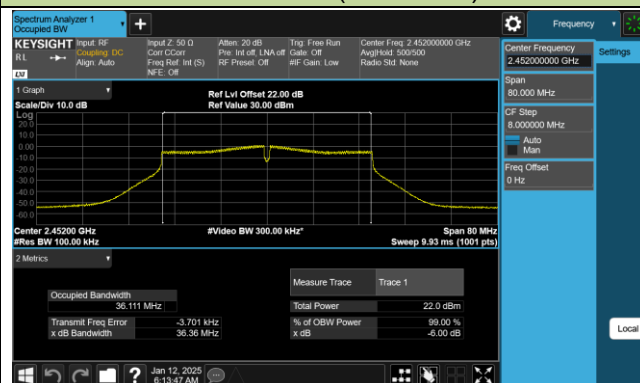 Spectrum Analyzer 1
Occupied BW
Frequency
KEYSIGHT
Input: RF
Coupling: DC
Align: Auto
Input Z: 50 Ω
Corr CCorr
Freq Ref: Int (S)
NFE: Off
Atten: 20 dB
Pre: Int off, LNA off
RF Presel: Off
Trig: Free Run
Gate: Off
#IF Gain: Low
Center Freq: 2.452000000 GHz
Avg|Hold: 500/500
Radio Std: None
RL
LXI
Center Frequency
2.452000000 GHz
Settings
Span
80.000 MHz
CF Step
8.000000 MHz
Auto
Man
Freq Offset
0 Hz
1 Graph
Scale/Div 10.0 dB
Ref Lvl Offset 22.00 dB
Ref Value 30.00 dBm
Log
20.0
10.0
0.00
-10.0
-20.0
-30.0
-40.0
-50.0
-60.0
Center 2.45200 GHz
#Res BW 100.00 kHz
#Video BW 300.00 kHz*
Span 80 MHz
Sweep 9.93 ms (1001 pts)
2 Metrics
Measure Trace Trace 1
Occupied Bandwidth
36.111 MHz
Total Power 22.0 dBm
Transmit Freq Error -3.701 kHz
% of OBW Power 99.00 %
x dB Bandwidth 36.36 MHz
x dB -6.00 dB
Local
Jan 12, 2025
6:13:47 AM